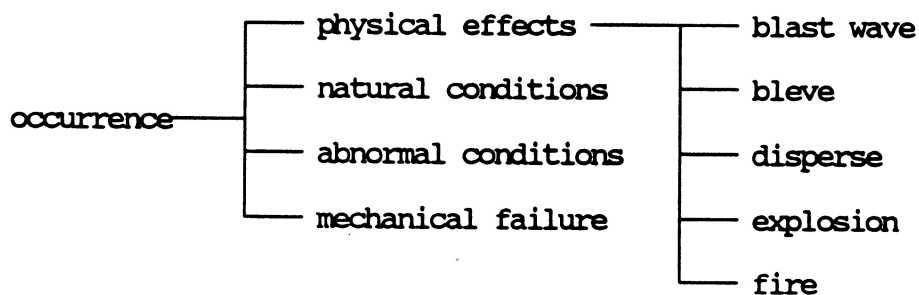 occurrence
physical effects
natural conditions
abnormal conditions
mechanical failure
blast wave
bleve
disperse
explosion
fire